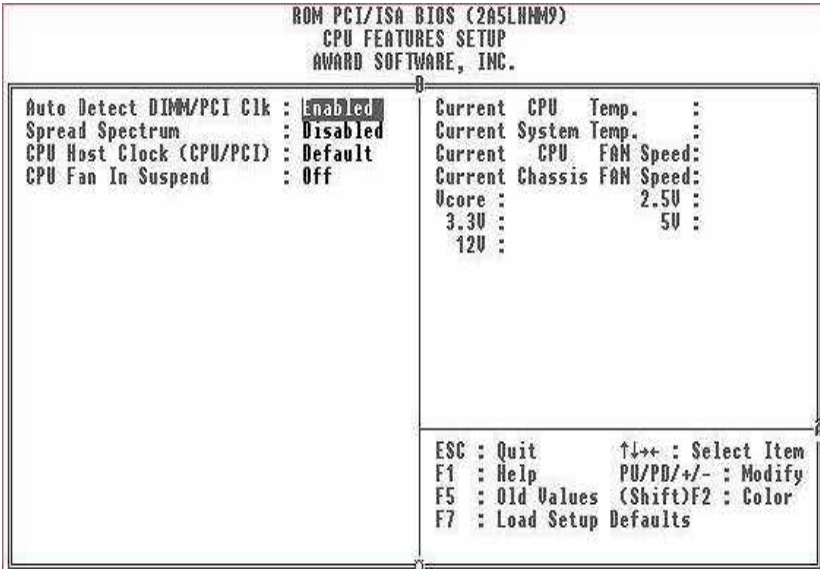 ROM PCI/ISA BIOS (2A5LHHM9)
CPU FEATURES SETUP
AWARD SOFTWARE, INC.
Auto Detect DIMM/PCI Clk : Enabled
Spread Spectrum : Disabled
CPU Host Clock (CPU/PCI) : Default
CPU Fan In Suspend : Off
Current CPU Temp. :
Current System Temp. :
Current CPU FAN Speed:
Current Chassis FAN Speed:
Vcore : 2.5V :
3.3V : 5V :
12V :
ESC : Quit ↑↓→← : Select Item
F1 : Help PU/PD/+/- : Modify
F5 : Old Values (Shift)F2 : Color
F7 : Load Setup Defaults